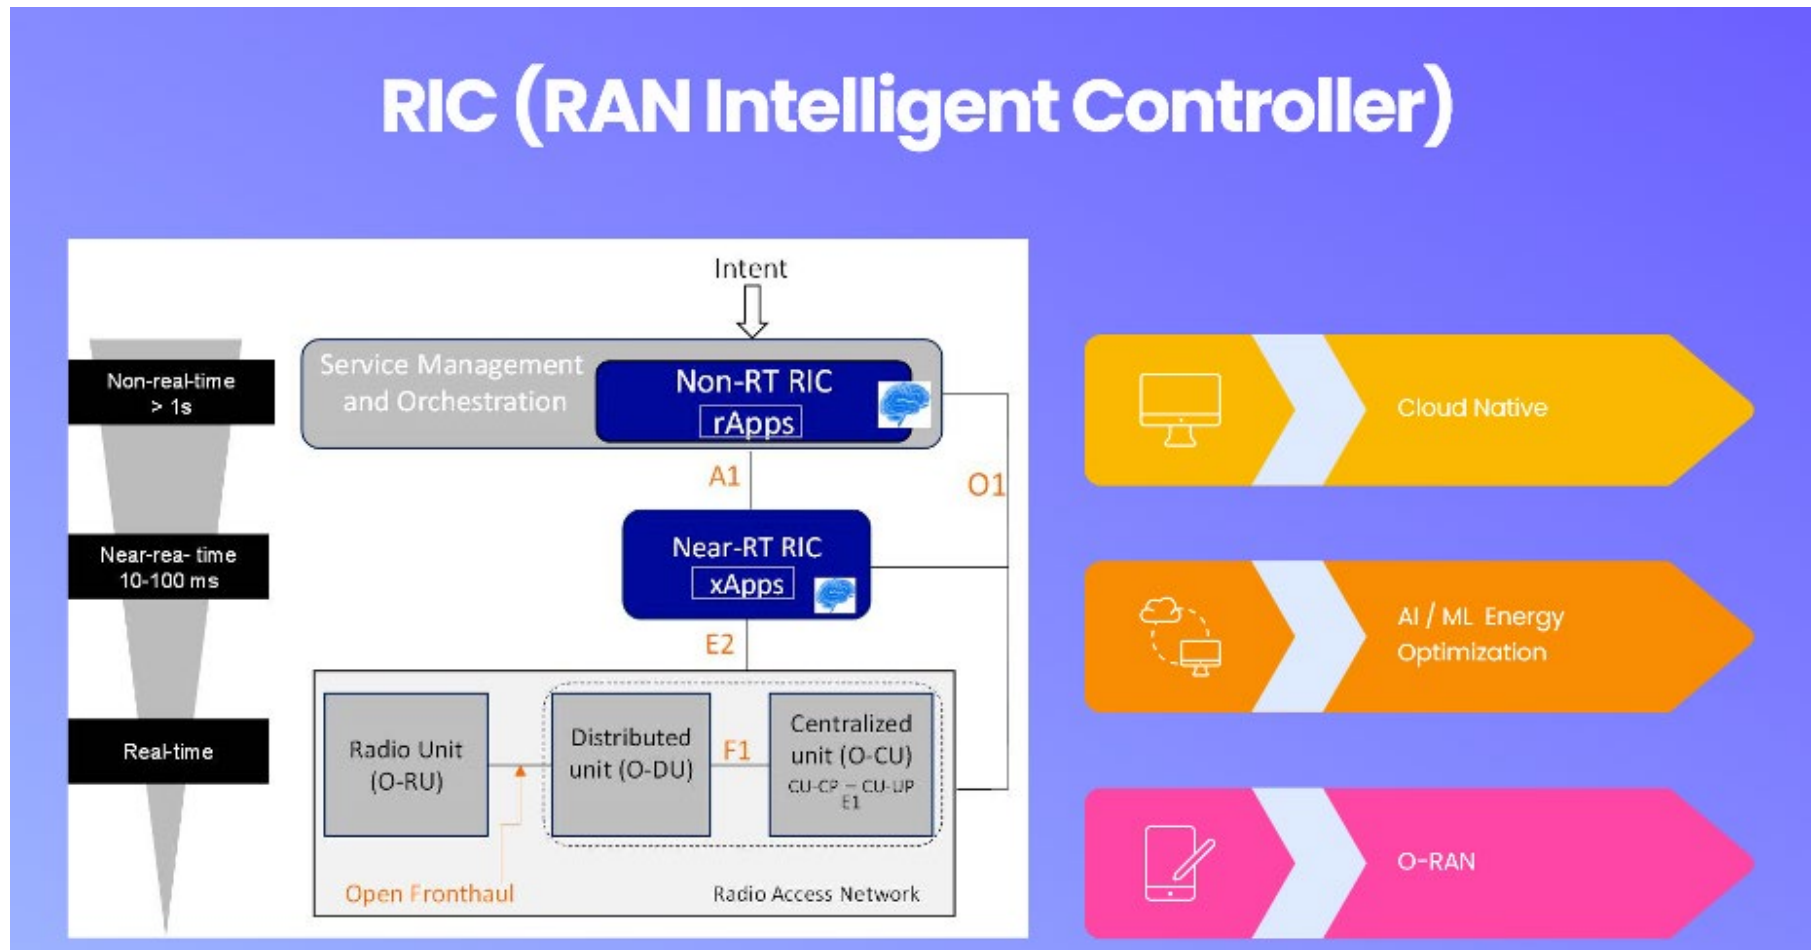 RIC (RAN Intelligent Controller)
Intent
Non-real-time
> 1s
Service Management
and Orchestration
Non-RT RIC
rApps
A1
O1
Near-rea- time
10-100 ms
Near-RT RIC
xApps
E2
Real-time
Radio Unit
(O-RU)
Distributed
unit (O-DU)
F1
Centralized
unit (O-CU)
CU-CP – CU-UP
E1
Open Fronthaul
Radio Access Network
Cloud Native
AI / ML Energy
Optimization
O-RAN